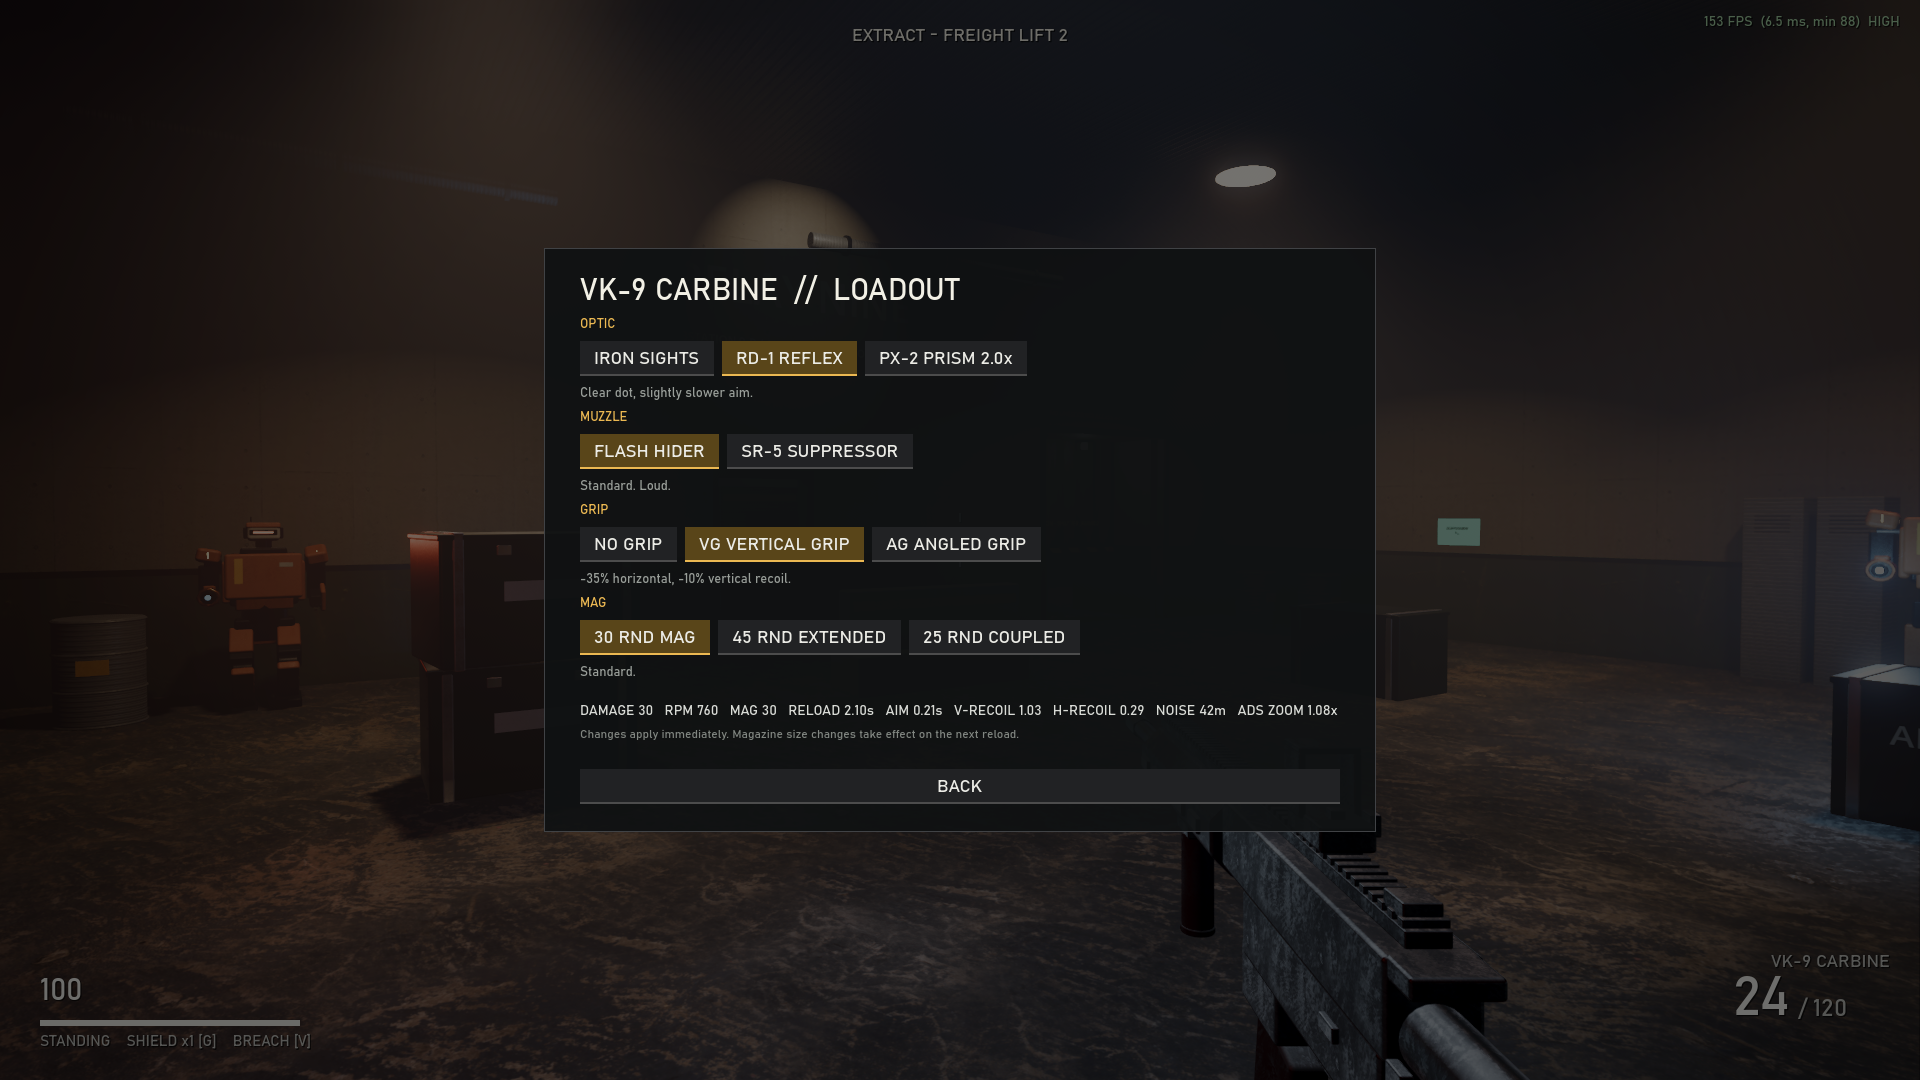 153 FPS (6.5 ms, min 88) HIGH
EXTRACT - FREIGHT LIFT 2
VK-9 CARBINE // LOADOUT
OPTIC
IRON SIGHTS RD-1 REFLEX PX-2 PRISM 2.0x
Clear dot, slightly slower aim.
MUZZLE
FLASH HIDER SR-5 SUPPRESSOR
Standard. Loud.
GRIP
NO GRIP VG VERTICAL GRIP AG ANGLED GRIP
-35% horizontal, -10% vertical recoil.
MAG
30 RND MAG 45 RND EXTENDED 25 RND COUPLED
Standard.
DAMAGE 30 RPM 760 MAG 30 RELOAD 2.10s AIM 0.21s V-RECOIL 1.03 H-RECOIL 0.29 NOISE 42m ADS ZOOM 1.08x
Changes apply immediately. Magazine size changes take effect on the next reload.
BACK
VK-9 CARBINE
24 / 120
100
STANDING SHIELD x1 [G] BREACH [V]